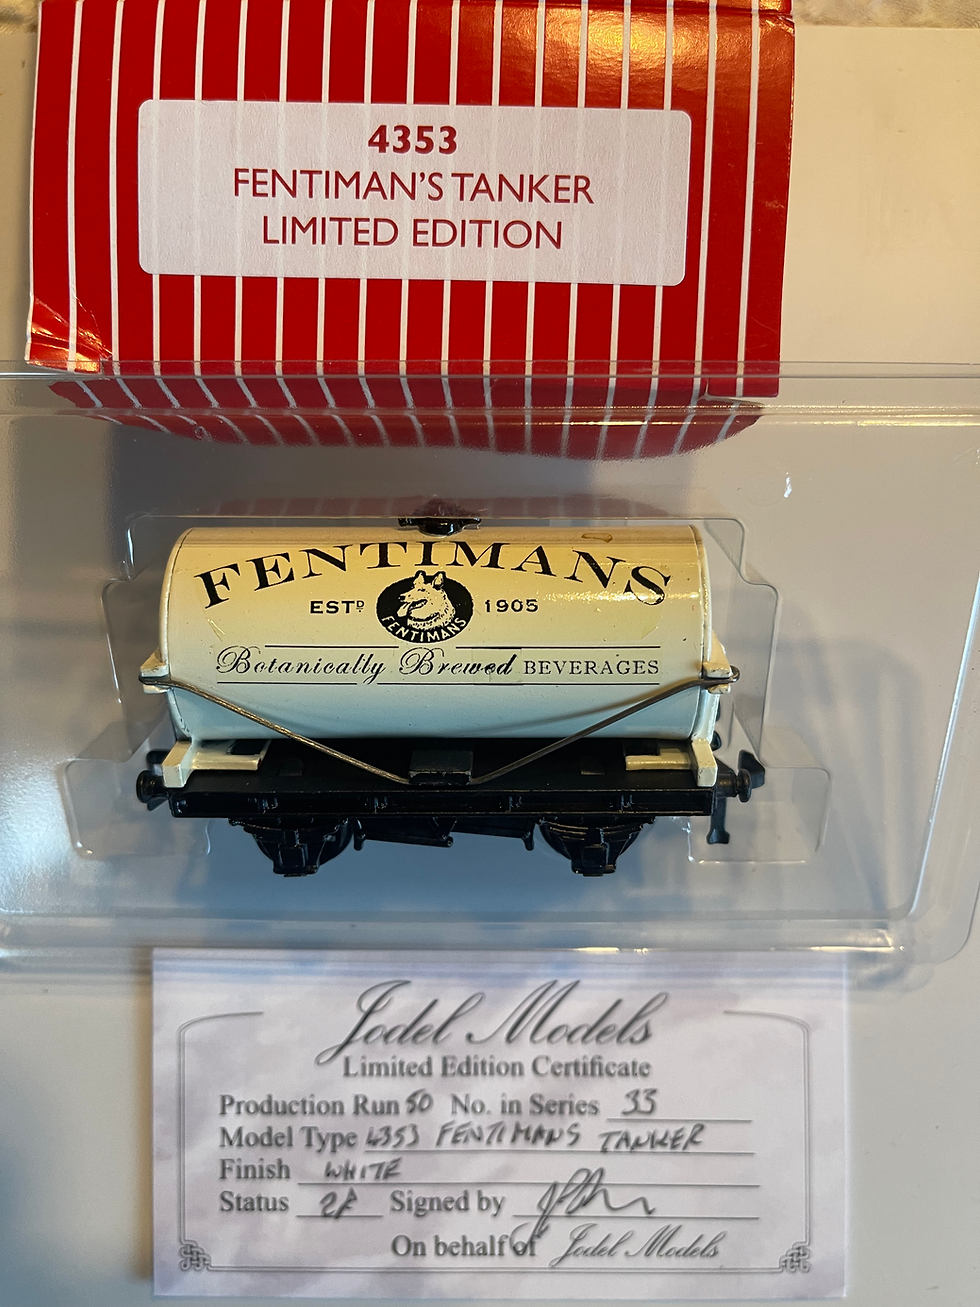 4353
FENTIMAN'S TANKER
LIMITED EDITION
FENTIMANS
ESTD 1905
FENTIMANS
Botanically Brewed BEVERAGES
Jodel Models
Limited Edition Certificate
Production Run 50 No. in Series 33
Model Type 4353 FENTIMANS TANKER
Finish WHITE
Status Signed by
On behalf of Jodel Models